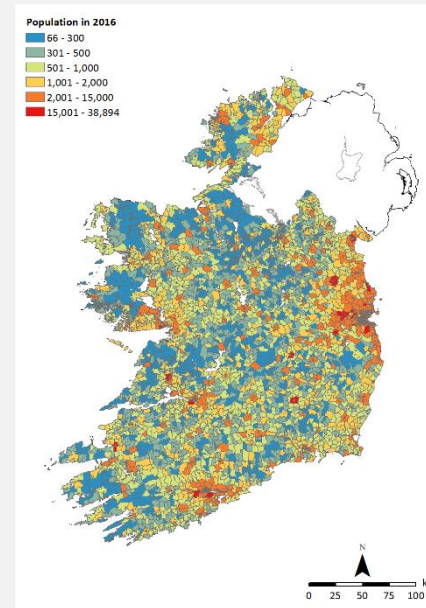 Population in 2016
66 - 300
301 - 500
501 - 1,000
1,001 - 2,000
2,001 - 15,000
15,001 - 38,894
N
0 25 50 75 100